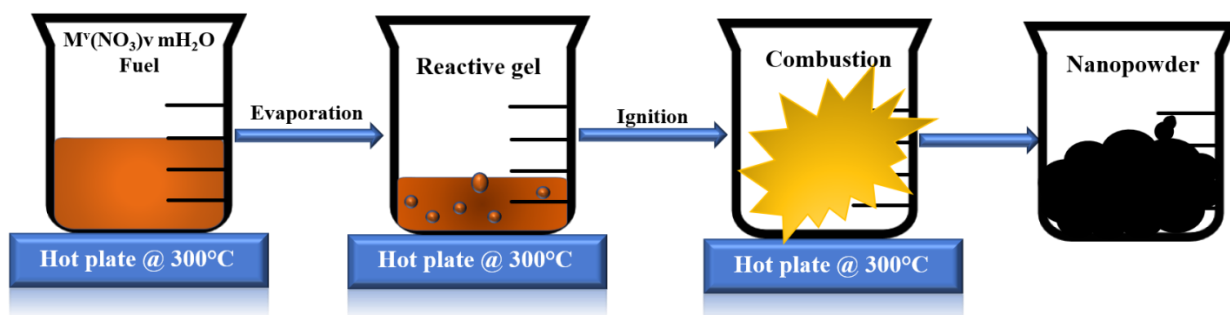 Mᵛ(NO₃)v mH₂O
Fuel
Evaporation
Reactive gel
Ignition
Combustion
Nanopowder
Hot plate @ 300°C
Hot plate @ 300°C
Hot plate @ 300°C